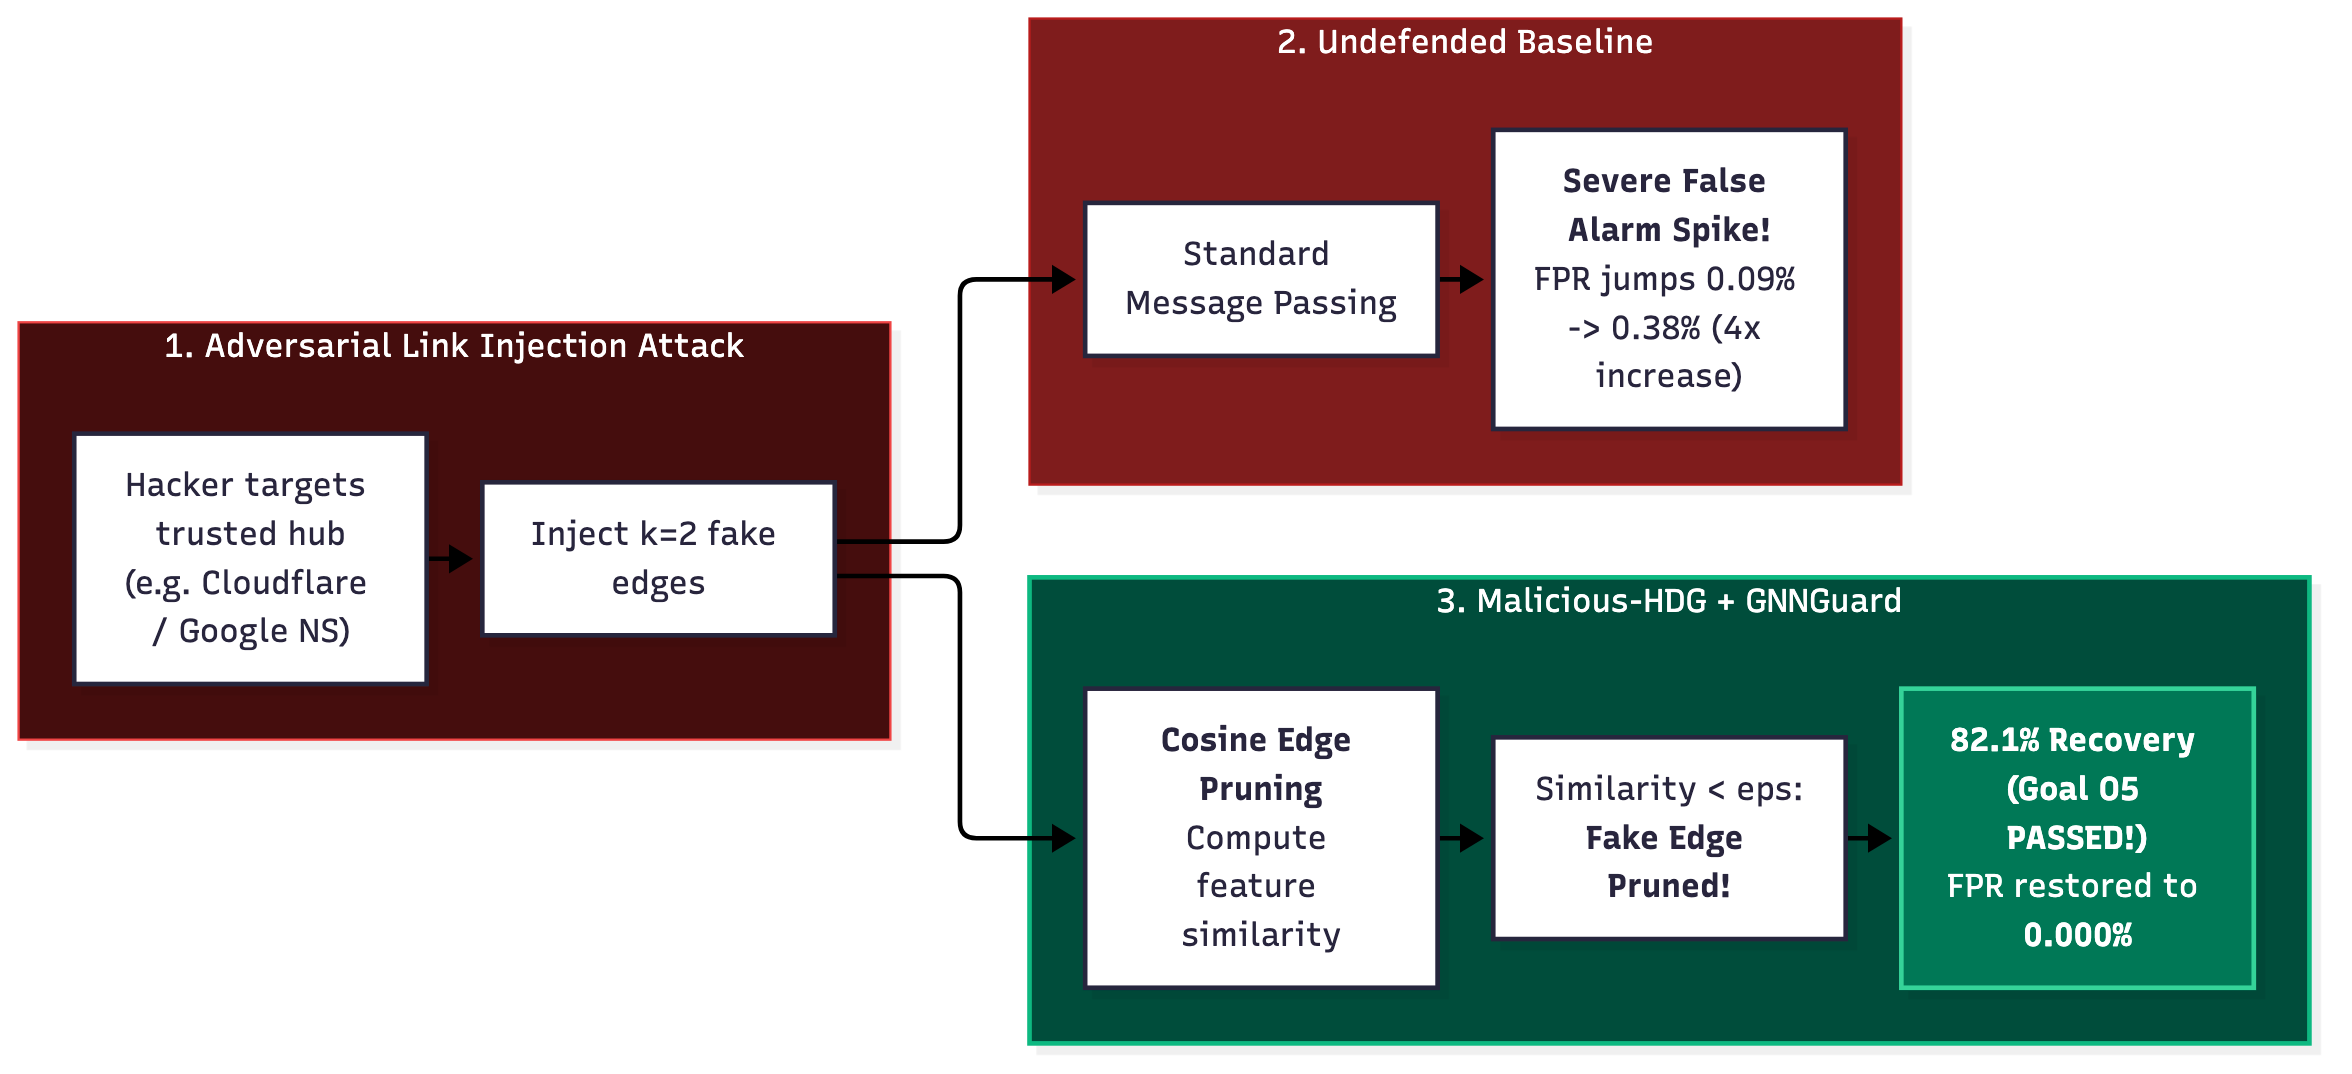 1. Adversarial Link Injection Attack
Hacker targets
trusted hub
(e.g. Cloudflare
/ Google NS)
Inject k=2 fake
edges
2. Undefended Baseline
Standard
Message Passing
Severe False
Alarm Spike!
FPR jumps 0.09%
-> 0.38% (4x
increase)
3. Malicious-HDG + GNNGuard
Cosine Edge
Pruning
Compute
feature
similarity
Similarity < eps:
Fake Edge
Pruned!
82.1% Recovery
(Goal O5
PASSED!)
FPR restored to
0.000%